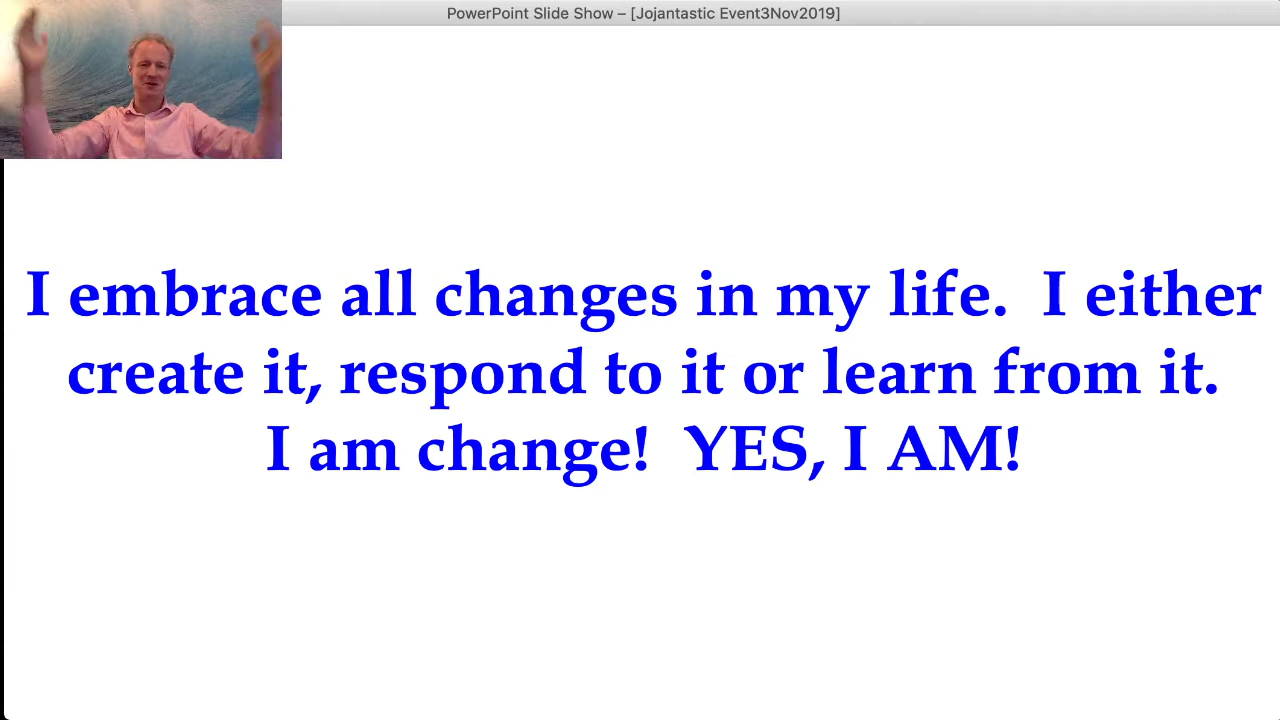 PowerPoint Slide Show – [Jojantastic Event3Nov2019]
I embrace all changes in my life.  I either
create it, respond to it or learn from it.
I am change!  YES, I AM!